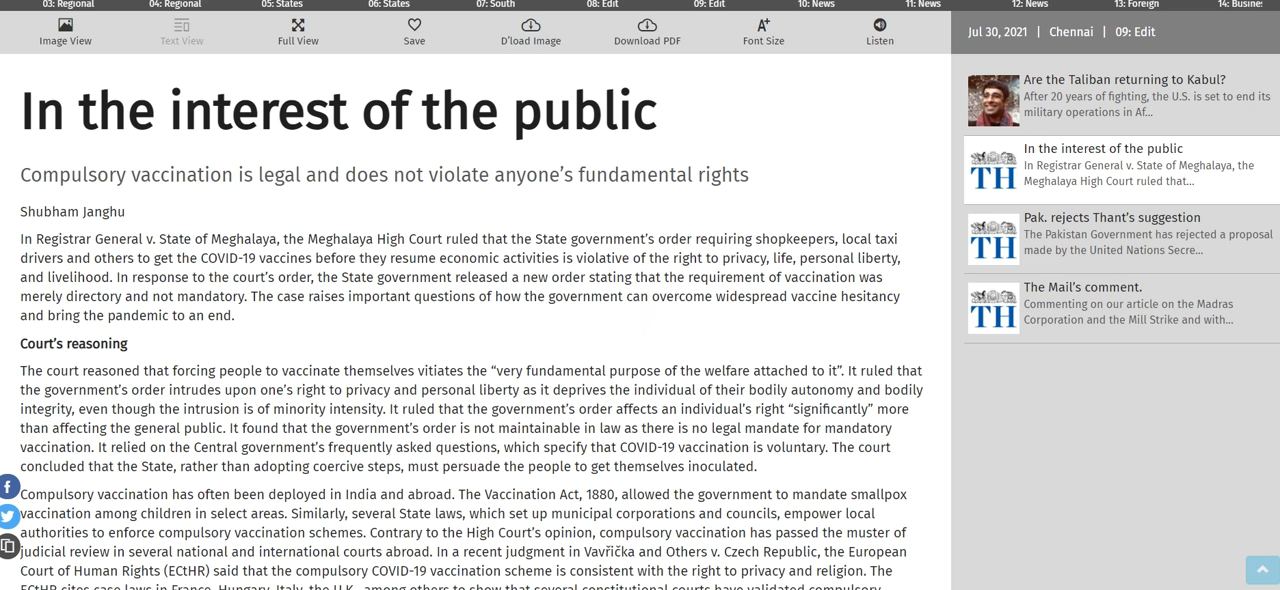 03: Regional 04: Regional 05: States 06: States 07: South 08: Edit 09: Edit 10: News 11: News 12: News 13: Foreign 14: Busine
Image View Text View Full View Save D'load Image Download PDF Font Size Listen
Jul 30, 2021 | Chennai | 09: Edit
In the interest of the public
Compulsory vaccination is legal and does not violate anyone's fundamental rights
Shubham Janghu
In Registrar General v. State of Meghalaya, the Meghalaya High Court ruled that the State government's order requiring shopkeepers, local taxi
drivers and others to get the COVID-19 vaccines before they resume economic activities is violative of the right to privacy, life, personal liberty,
and livelihood. In response to the court's order, the State government released a new order stating that the requirement of vaccination was
merely directory and not mandatory. The case raises important questions of how the government can overcome widespread vaccine hesitancy
and bring the pandemic to an end.
Court's reasoning
The court reasoned that forcing people to vaccinate themselves vitiates the “very fundamental purpose of the welfare attached to it”. It ruled that
the government's order intrudes upon one's right to privacy and personal liberty as it deprives the individual of their bodily autonomy and bodily
integrity, even though the intrusion is of minority intensity. It ruled that the government's order affects an individual's right “significantly” more
than affecting the general public. It found that the government's order is not maintainable in law as there is no legal mandate for mandatory
vaccination. It relied on the Central government's frequently asked questions, which specify that COVID-19 vaccination is voluntary. The court
concluded that the State, rather than adopting coercive steps, must persuade the people to get themselves inoculated.
Compulsory vaccination has often been deployed in India and abroad. The Vaccination Act, 1880, allowed the government to mandate smallpox
vaccination among children in select areas. Similarly, several State laws, which set up municipal corporations and councils, empower local
authorities to enforce compulsory vaccination schemes. Contrary to the High Court's opinion, compulsory vaccination has passed the muster of
judicial review in several national and international courts abroad. In a recent judgment in Vavřička and Others v. Czech Republic, the European
Court of Human Rights (ECtHR) said that the compulsory COVID-19 vaccination scheme is consistent with the right to privacy and religion. The
ECtHR cites case laws in France, Hungary, Italy, the U.K., among others to show that several constitutional courts have validated compulsory
Are the Taliban returning to Kabul?
After 20 years of fighting, the U.S. is set to end its
military operations in Af...
TH
In the interest of the public
In Registrar General v. State of Meghalaya, the
Meghalaya High Court ruled that...
TH
Pak. rejects Thant's suggestion
The Pakistan Government has rejected a proposal
made by the United Nations Secre...
TH
The Mail's comment.
Commenting on our article on the Madras
Corporation and the Mill Strike and with...